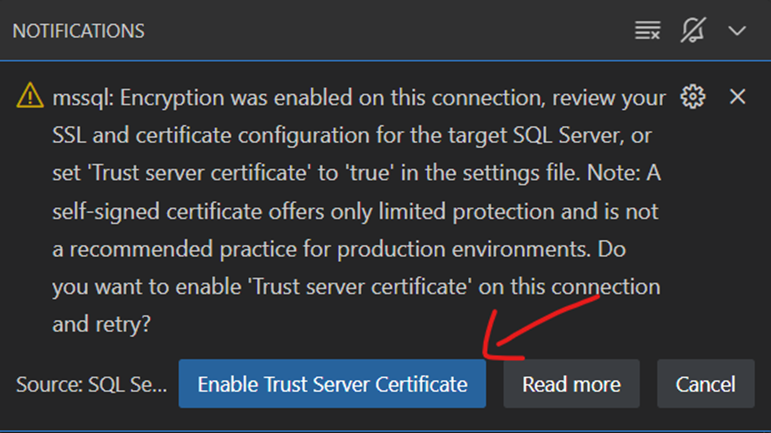 NOTIFICATIONS
mssql: Encryption was enabled on this connection, review your
SSL and certificate configuration for the target SQL Server, or
set 'Trust server certificate' to 'true' in the settings file. Note: A
self-signed certificate offers only limited protection and is not
a recommended practice for production environments. Do
you want to enable 'Trust server certificate' on this connection
and retry?
Source: SQL Se... Enable Trust Server Certificate Read more Cancel